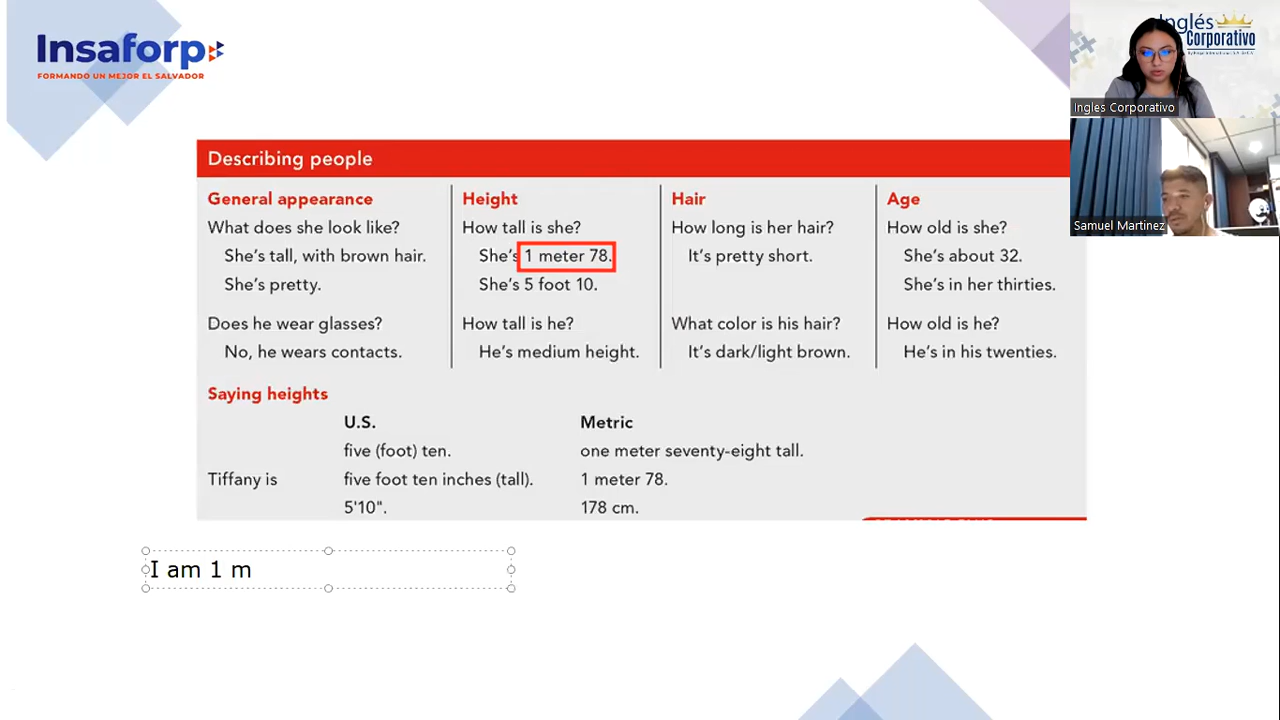 Insaforp
FORMANDO UN MEJOR EL SALVADOR
Inglés
Corporativo
Ingles Corporativo
Samuel Martinez
Describing people
General appearance
What does she look like?
She's tall, with brown hair.
She's pretty.
Does he wear glasses?
No, he wears contacts.
Height
How tall is she?
She's 1 meter 78.
She's 5 foot 10.
How tall is he?
He's medium height.
Hair
How long is her hair?
It's pretty short.
What color is his hair?
It's dark/light brown.
Age
How old is she?
She's about 32.
She's in her thirties.
How old is he?
He's in his twenties.
Saying heights
U.S. Metric
five (foot) ten. one meter seventy-eight tall.
Tiffany is five foot ten inches (tall). 1 meter 78.
5'10". 178 cm.
I am 1 m